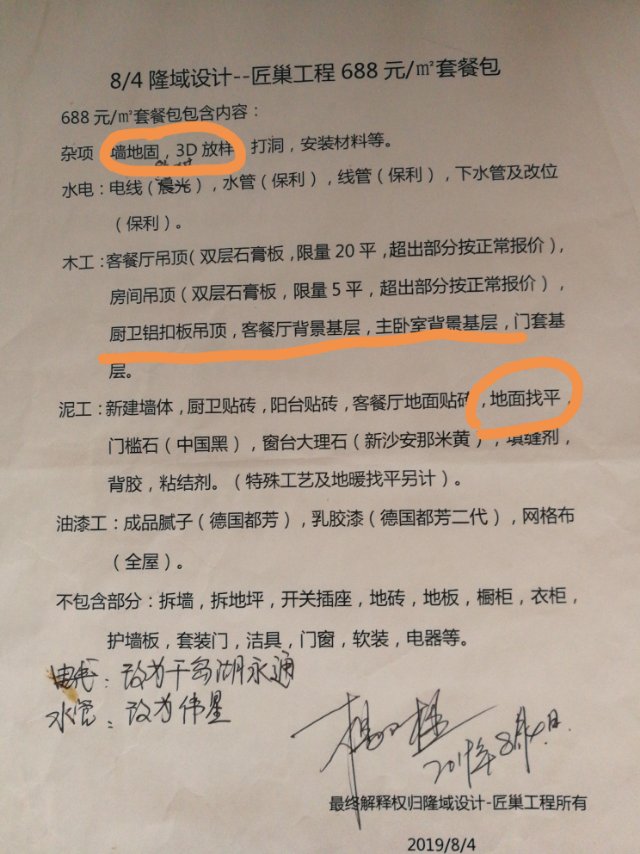 8/4 隆域设计--匠巢工程 688 元/㎡套餐包
688 元/㎡套餐包包含内容：
杂项：墙地固，3D 放样，打洞，安装材料等。
水电：电线（晨光），水管（保利），线管（保利），下水管及改位
（保利）。
木工：客餐厅吊顶（双层石膏板，限量 20 平，超出部分按正常报价），
房间吊顶（双层石膏板，限量 5 平，超出部分按正常报价），
厨卫铝扣板吊顶，客餐厅背景基层，主卧室背景基层，门套基
层。
泥工：新建墙体，厨卫贴砖，阳台贴砖，客餐厅地面贴砖，地面找平，
门槛石（中国黑），窗台大理石（新沙安那米黄），填缝剂，
背胶，粘结剂。（特殊工艺及地暖找平另计）。
油漆工：成品腻子（德国都芳），乳胶漆（德国都芳二代），网格布
（全屋）。
不包含部分：拆墙，拆地坪，开关插座，地砖，地板，橱柜，衣柜，
护墙板，套装门，洁具，门窗，软装，电器等。
电线：改为千岛湖永通
水管：改为伟星
2019年8月4日
最终解释权归隆域设计-匠巢工程所有
2019/8/4